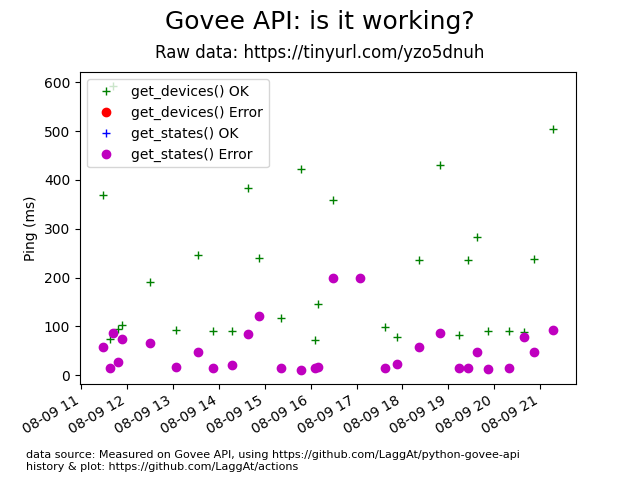 Govee API: is it working?
Raw data: https://tinyurl.com/yzo5dnuh
get_devices() OK
get_devices() Error
get_states() OK
get_states() Error
Ping (ms)
600
500
400
300
200
100
0
08-09 11
08-09 12
08-09 13
08-09 14
08-09 15
08-09 16
08-09 17
08-09 18
08-09 19
08-09 20
08-09 21
data source: Measured on Govee API, using https://github.com/LaggAt/python-govee-api
history & plot: https://github.com/LaggAt/actions